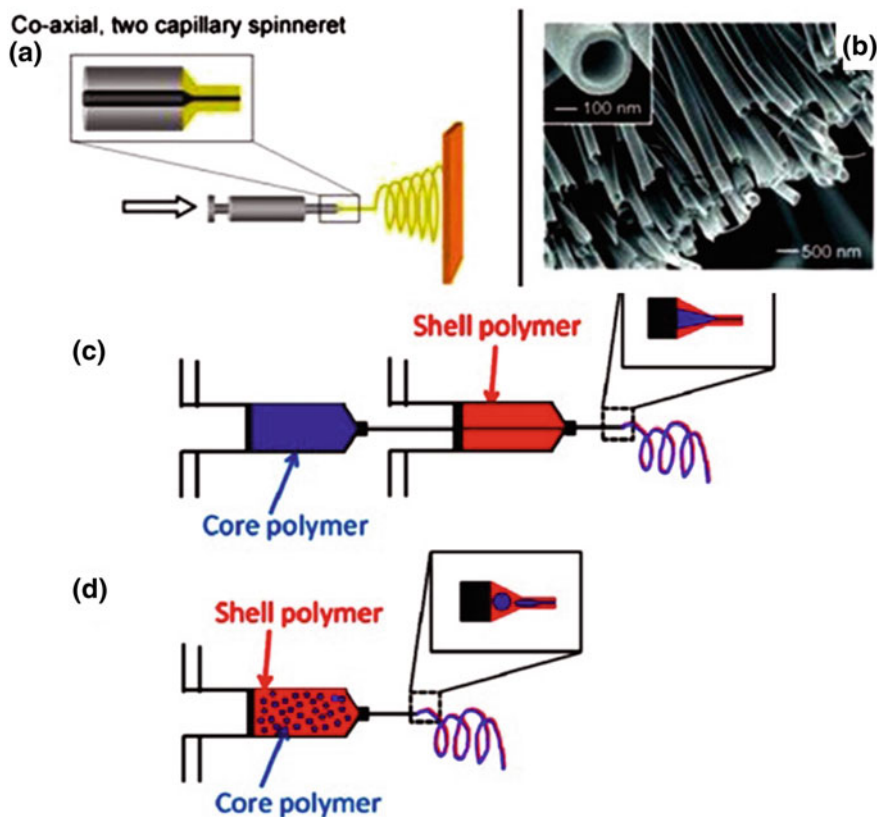 Co-axial, two capillary spinneret
(a)
(b)
100 nm
500 nm
(c)
Shell polymer
Core polymer
(d)
Shell polymer
Core polymer